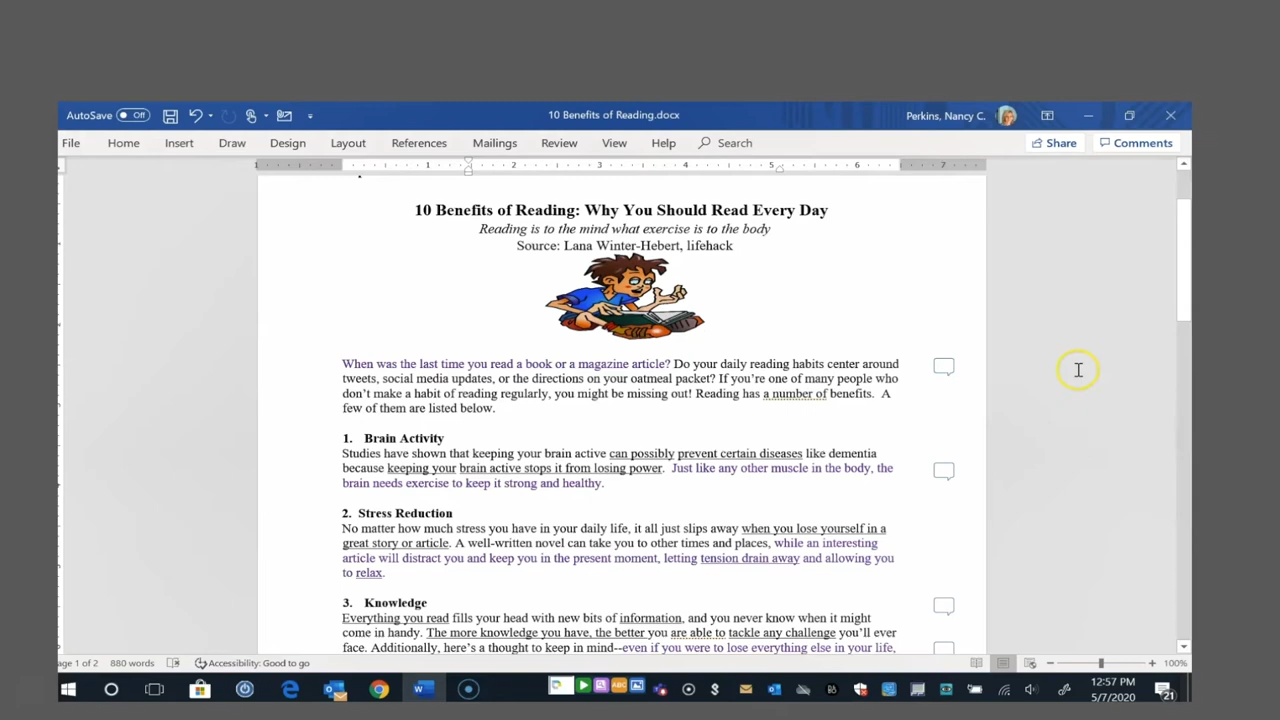 AutoSave Off 10 Benefits of Reading.docx Perkins, Nancy C.
File Home Insert Draw Design Layout References Mailings Review View Help Search Share Comments
1 1 2 3 4 5 6 7
10 Benefits of Reading: Why You Should Read Every Day
Reading is to the mind what exercise is to the body
Source: Lana Winter-Hebert, lifehack
When was the last time you read a book or a magazine article? Do your daily reading habits center around
tweets, social media updates, or the directions on your oatmeal packet? If you're one of many people who
don't make a habit of reading regularly, you might be missing out! Reading has a number of benefits. A
few of them are listed below.
1. Brain Activity
Studies have shown that keeping your brain active can possibly prevent certain diseases like dementia
because keeping your brain active stops it from losing power. Just like any other muscle in the body, the
brain needs exercise to keep it strong and healthy.
2. Stress Reduction
No matter how much stress you have in your daily life, it all just slips away when you lose yourself in a
great story or article. A well-written novel can take you to other times and places, while an interesting
article will distract you and keep you in the present moment, letting tension drain away and allowing you
to relax.
3. Knowledge
Everything you read fills your head with new bits of information, and you never know when it might
come in handy. The more knowledge you have, the better you are able to tackle any challenge you'll ever
face. Additionally, here's a thought to keep in mind--even if you were to lose everything else in your life,
age 1 of 2 880 words Accessibility: Good to go 100%
ABC 12:57 PM
5/7/2020 21